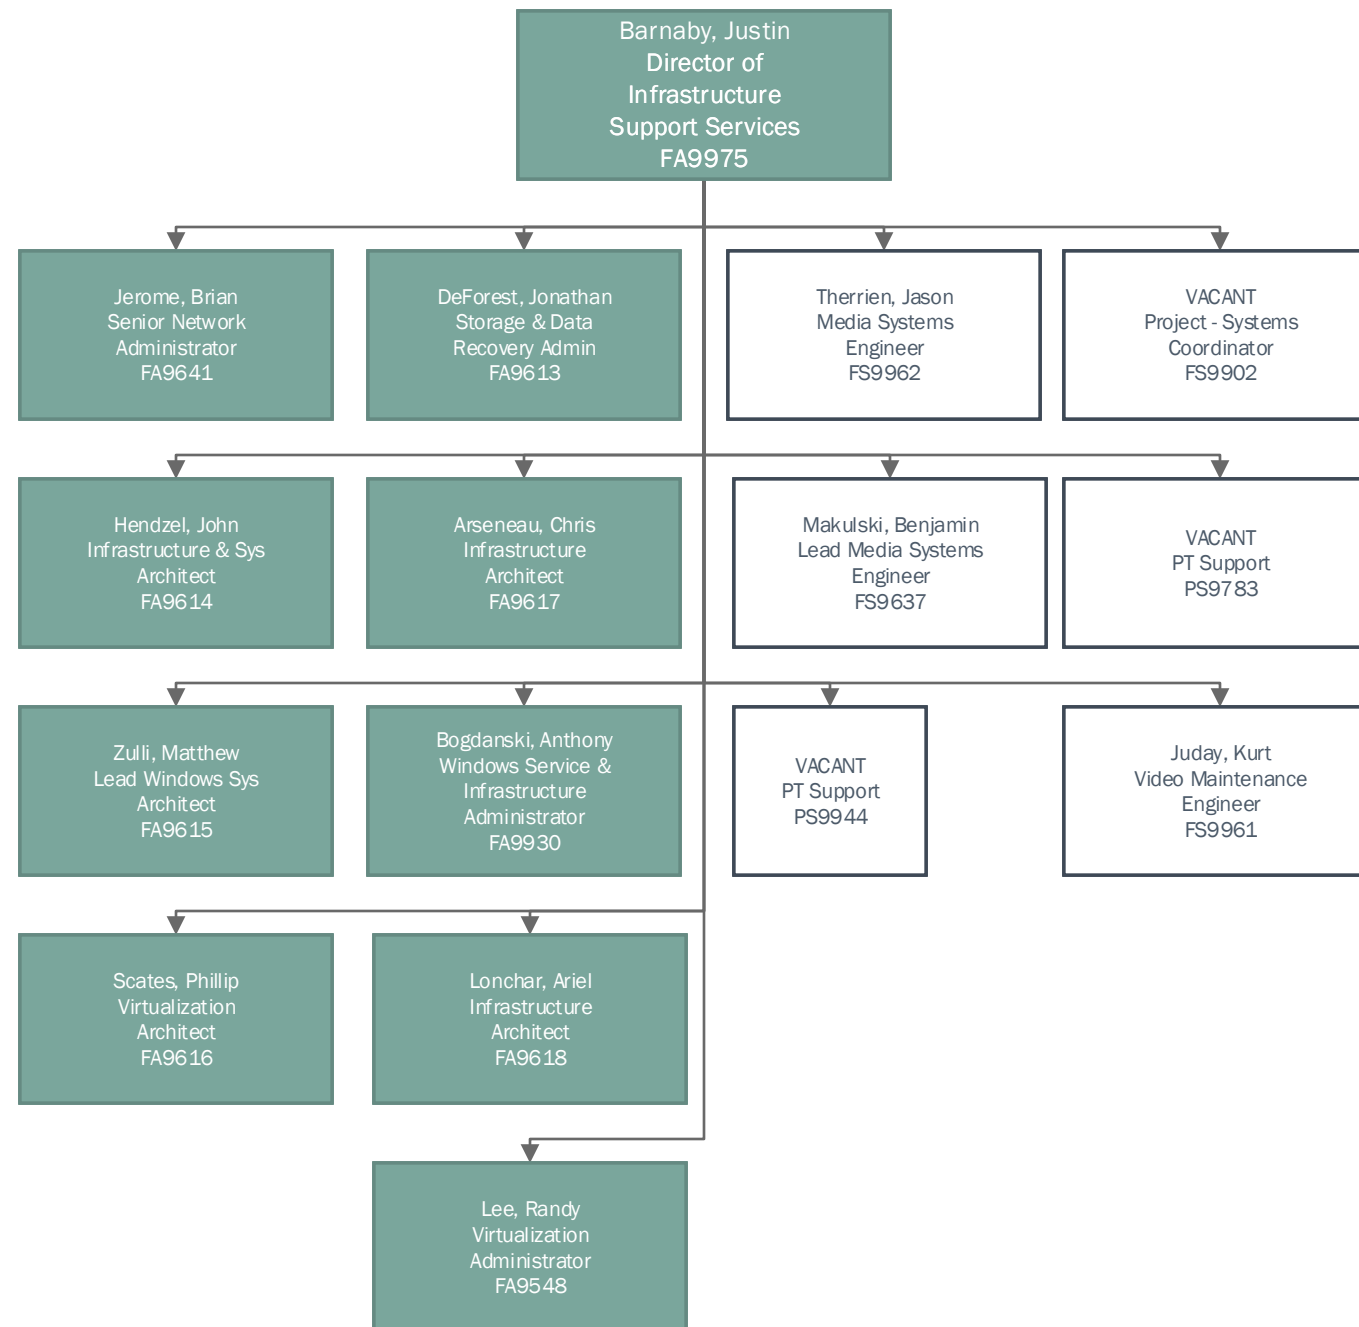 Barnaby, Justin
Director of
Infrastructure
Support Services
FA9975
Jerome, Brian
Senior Network
Administrator
FA9641
DeForest, Jonathan
Storage & Data
Recovery Admin
FA9613
Therrien, Jason
Media Systems
Engineer
FS9962
VACANT
Project - Systems
Coordinator
FS9902
Hendzel, John
Infrastructure & Sys
Architect
FA9614
Arseneau, Chris
Infrastructure
Architect
FA9617
Makulski, Benjamin
Lead Media Systems
Engineer
FS9637
VACANT
PT Support
PS9783
Zulli, Matthew
Lead Windows Sys
Architect
FA9615
Bogdanski, Anthony
Windows Service &
Infrastructure
Administrator
FA9930
VACANT
PT Support
PS9944
Juday, Kurt
Video Maintenance
Engineer
FS9961
Scates, Phillip
Virtualization
Architect
FA9616
Lonchar, Ariel
Infrastructure
Architect
FA9618
Lee, Randy
Virtualization
Administrator
FA9548